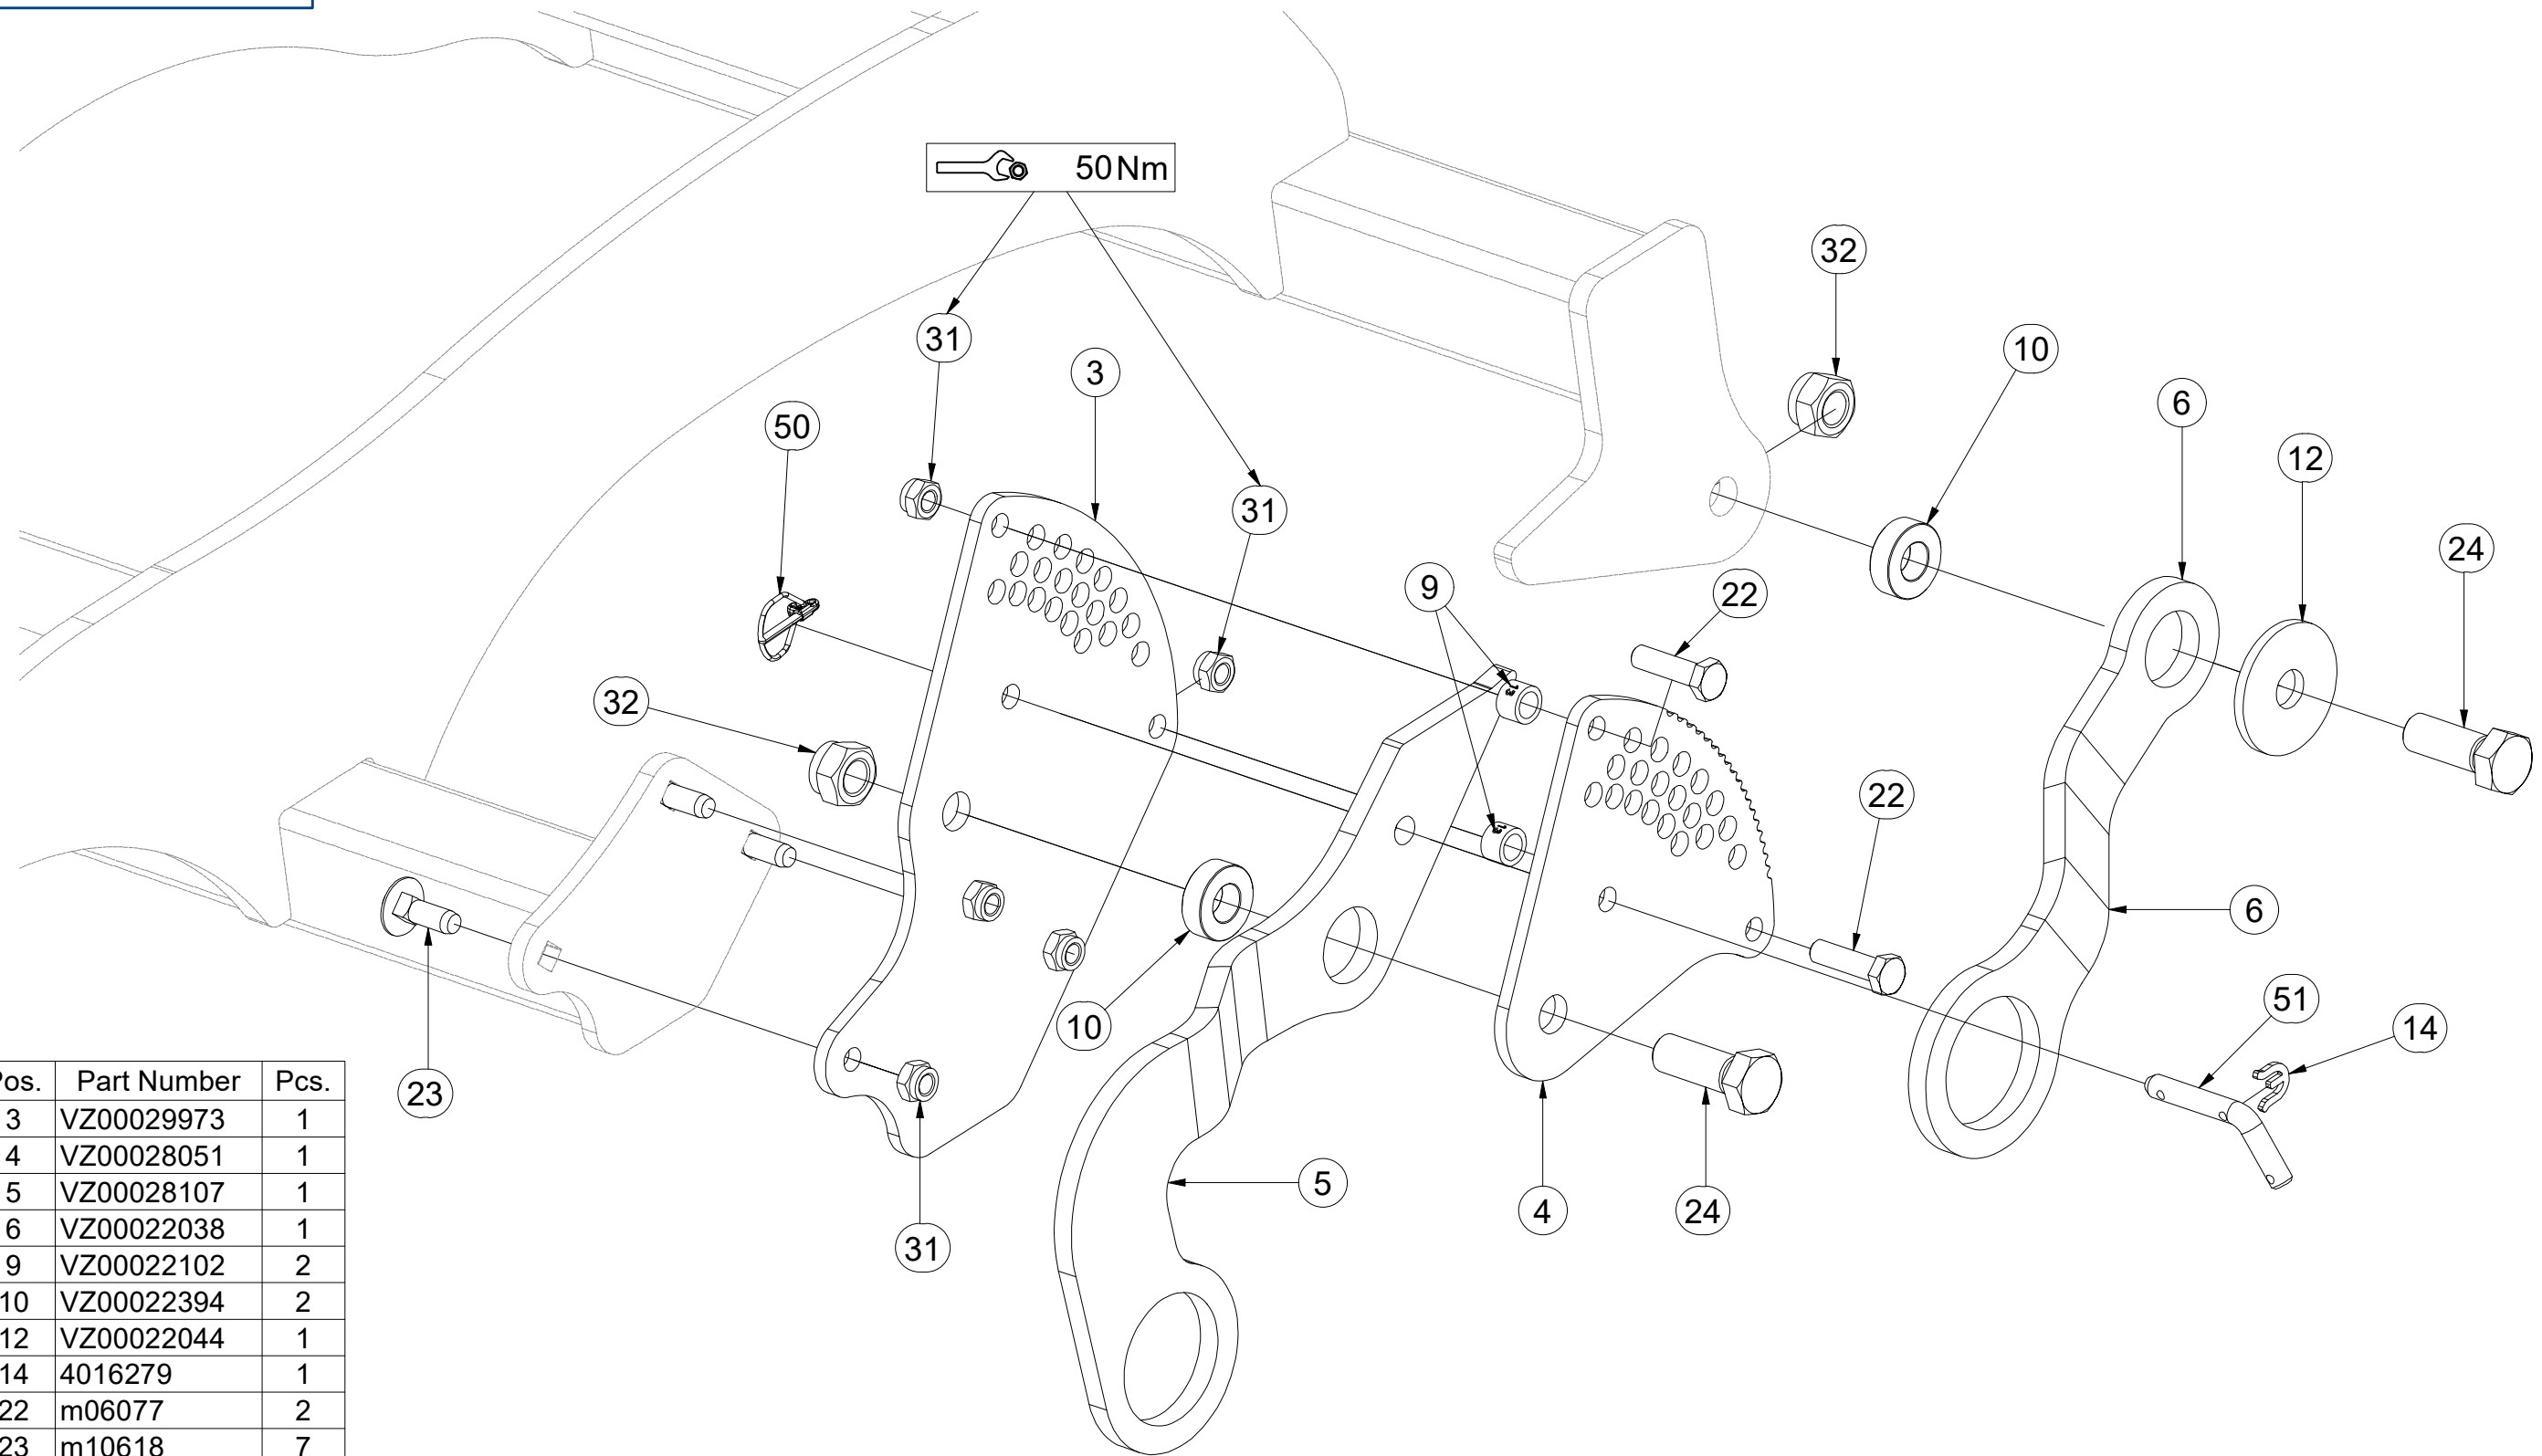 50 Nm
32
31
10
3
6
50
12
31
24
9
22
32
22
6
51
14
10
23
5
4
24
31
Pos. Part Number Pcs.
3 VZ00029973 1
4 VZ00028051 1
5 VZ00028107 1
6 VZ00022038 1
9 VZ00022102 2
10 VZ00022394 2
12 VZ00022044 1
14 4016279 1
22 m06077 2
23 m10618 7